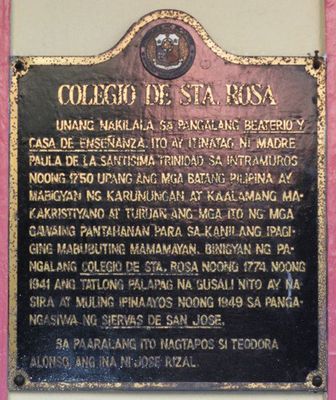 COLEGIO DE STA. ROSA
UNANG NAKILALA SA PANGALANG BEATERIO Y
CASA DE ENSEÑANZA. ITO AY ITINATAG NI MADRE
PAULA DE LA SANTISIMA TRINIDAD SA INTRAMUROS
NOONG 1750 UPANG ANG MGA BATANG PILIPINA AY
MABIGYAN NG KARUNUNGAN AT KAALAMANG MA-
KAKRISTIYANO AT TURUAN ANG MGA ITO NG MGA
GAWAING PANTAHANAN PARA SA KANILANG IPAGI-
GING MABUBUTING MAMAMAYAN. BINIGYAN NG PA-
NGALANG COLEGIO DE STA. ROSA NOONG 1774. NOONG
1941 ANG TATLONG PALAPAG NA GUSALI NITO AY NA-
SIRA AT MULING IPINAAYOS NOONG 1949 SA PANGA-
NGASIWA NG SIERVAS DE SAN JOSE.
SA PAARALANG ITO NAGTAPOS SI TEODORA
ALONSO, ANG INA NI JOSE RIZAL.